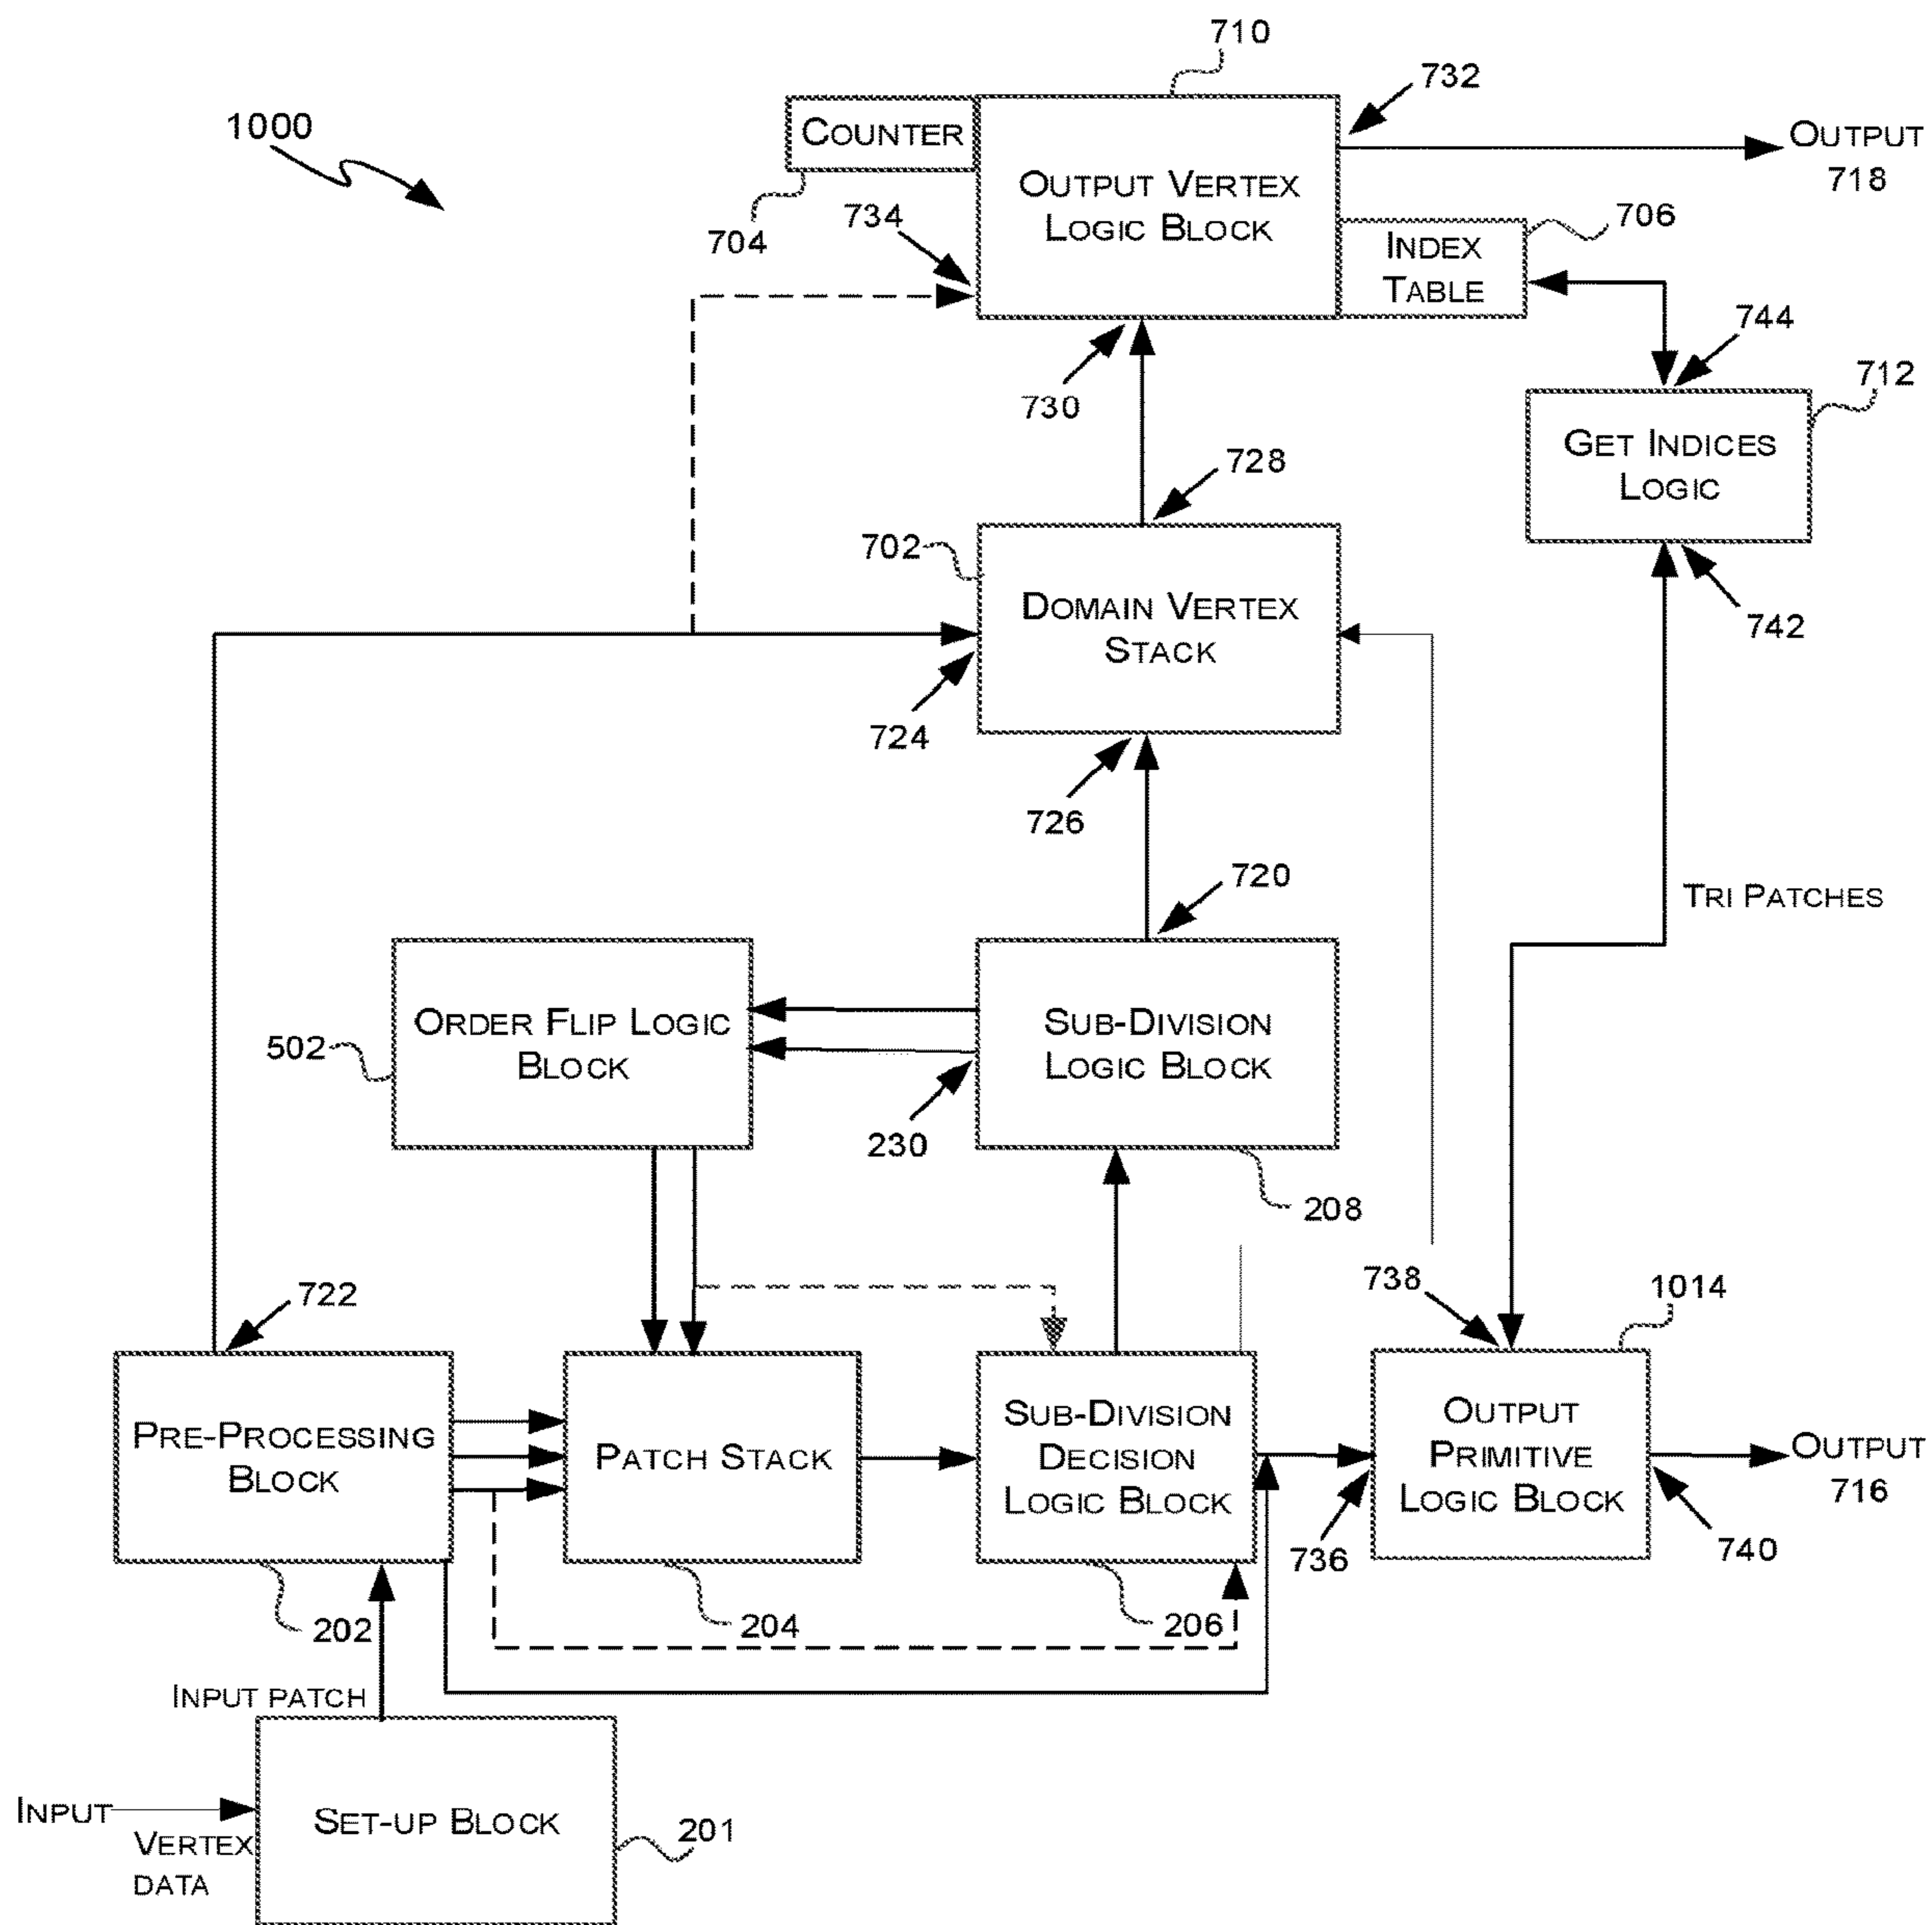 710
732
1000
COUNTER
OUTPUT
718
OUTPUT VERTEX
LOGIC BLOCK
704
734
706
INDEX
TABLE
744
730
712
GET INDICES
LOGIC
728
702
DOMAIN VERTEX
STACK
742
724
726
720
TRI PATCHES
ORDER FLIP LOGIC
BLOCK
SUB-DIVISION
LOGIC BLOCK
502
230
208
722
738
1014
PRE-PROCESSING
BLOCK
PATCH STACK
SUB-DIVISION
DECISION
LOGIC BLOCK
OUTPUT
PRIMITIVE
LOGIC BLOCK
OUTPUT
716
736
740
202
204
206
INPUT PATCH
INPUT
VERTEX
DATA
SET-UP BLOCK
201